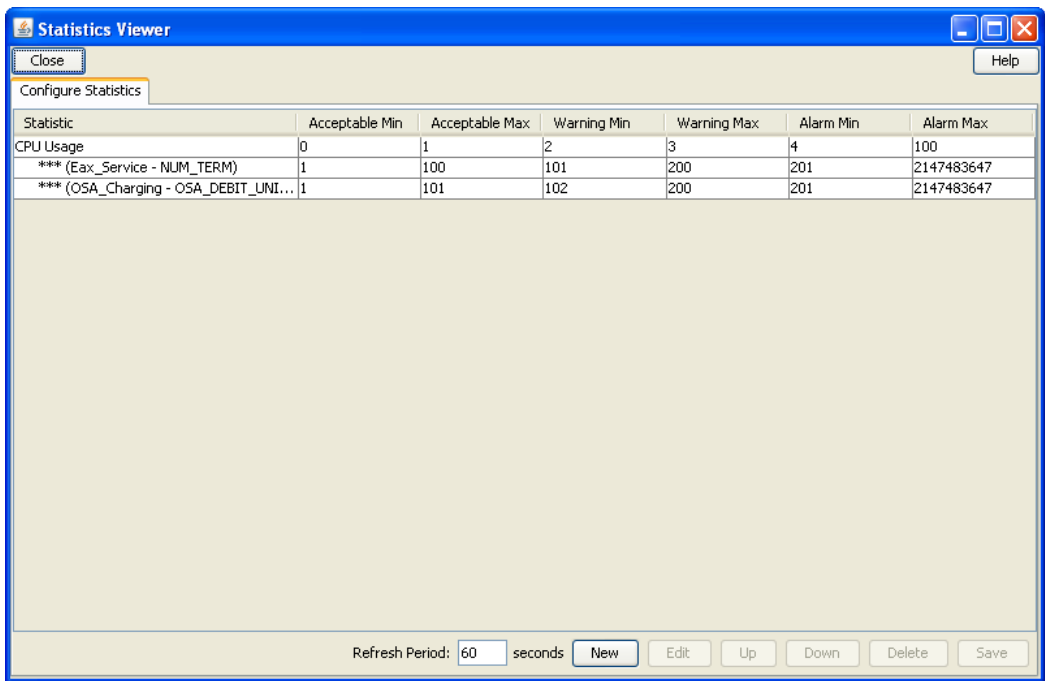 Statistics Viewer
Close Help
Configure Statistics
Statistic Acceptable Min Acceptable Max Warning Min Warning Max Alarm Min Alarm Max
CPU Usage 0 1 2 3 4 100
*** (Eax_Service - NUM_TERM) 1 100 101 200 201 2147483647
*** (OSA_Charging - OSA_DEBIT_UNI... 1 101 102 200 201 2147483647
Refresh Period: 60 seconds New Edit Up Down Delete Save